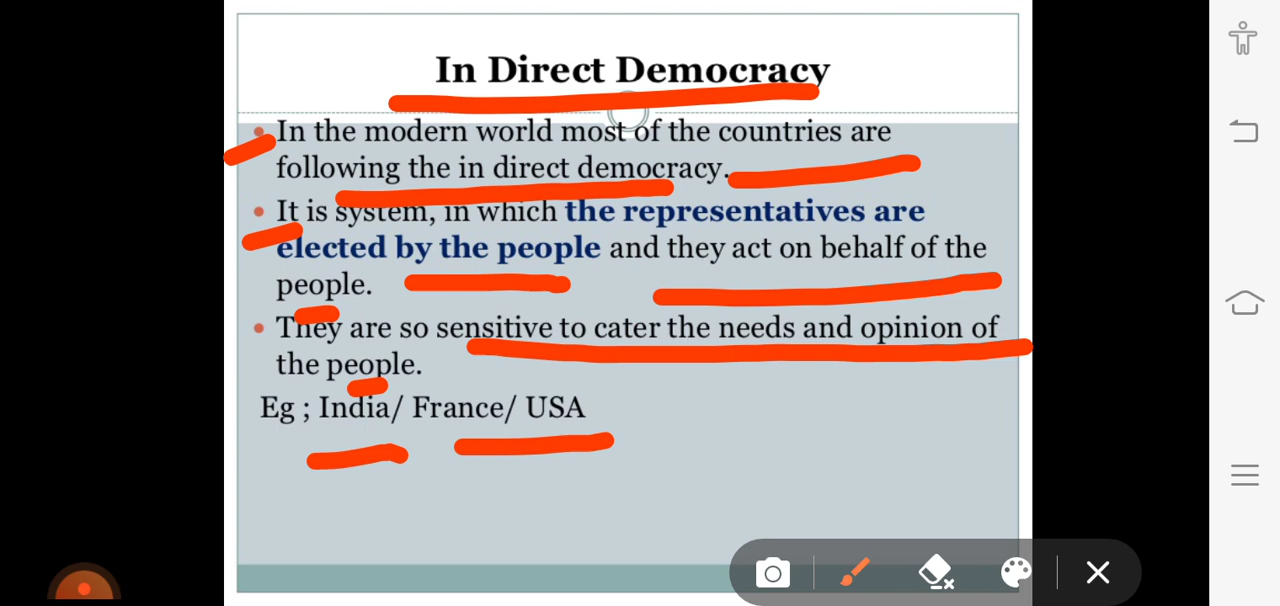 In Direct Democracy
In the modern world most of the countries are
following the in direct democracy.
It is system, in which the representatives are
elected by the people and they act on behalf of the
people.
They are so sensitive to cater the needs and opinion of
the people.
Eg ; India/ France/ USA